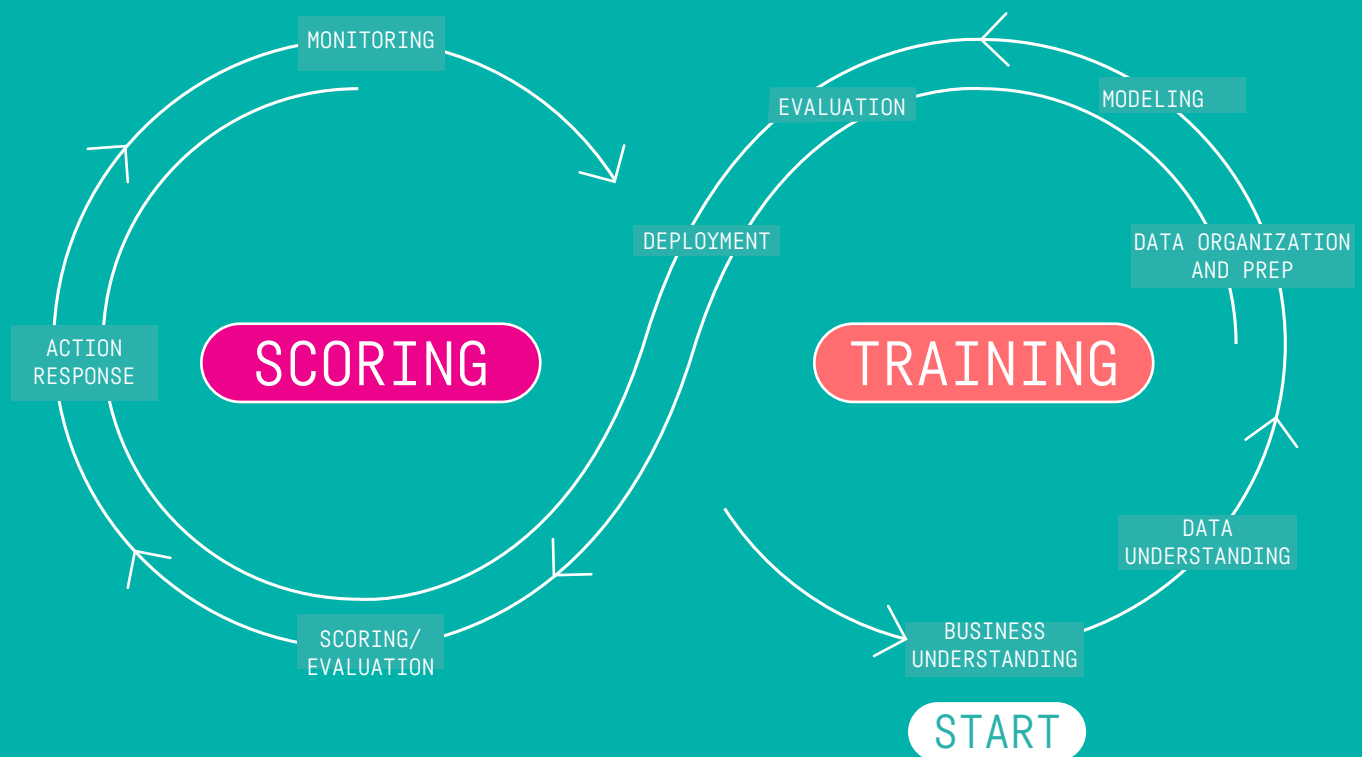 MONITORING
EVALUATION
MODELING
DEPLOYMENT
DATA ORGANIZATION
AND PREP
ACTION
RESPONSE
SCORING
TRAINING
DATA
UNDERSTANDING
SCORING/
EVALUATION
BUSINESS
UNDERSTANDING
START